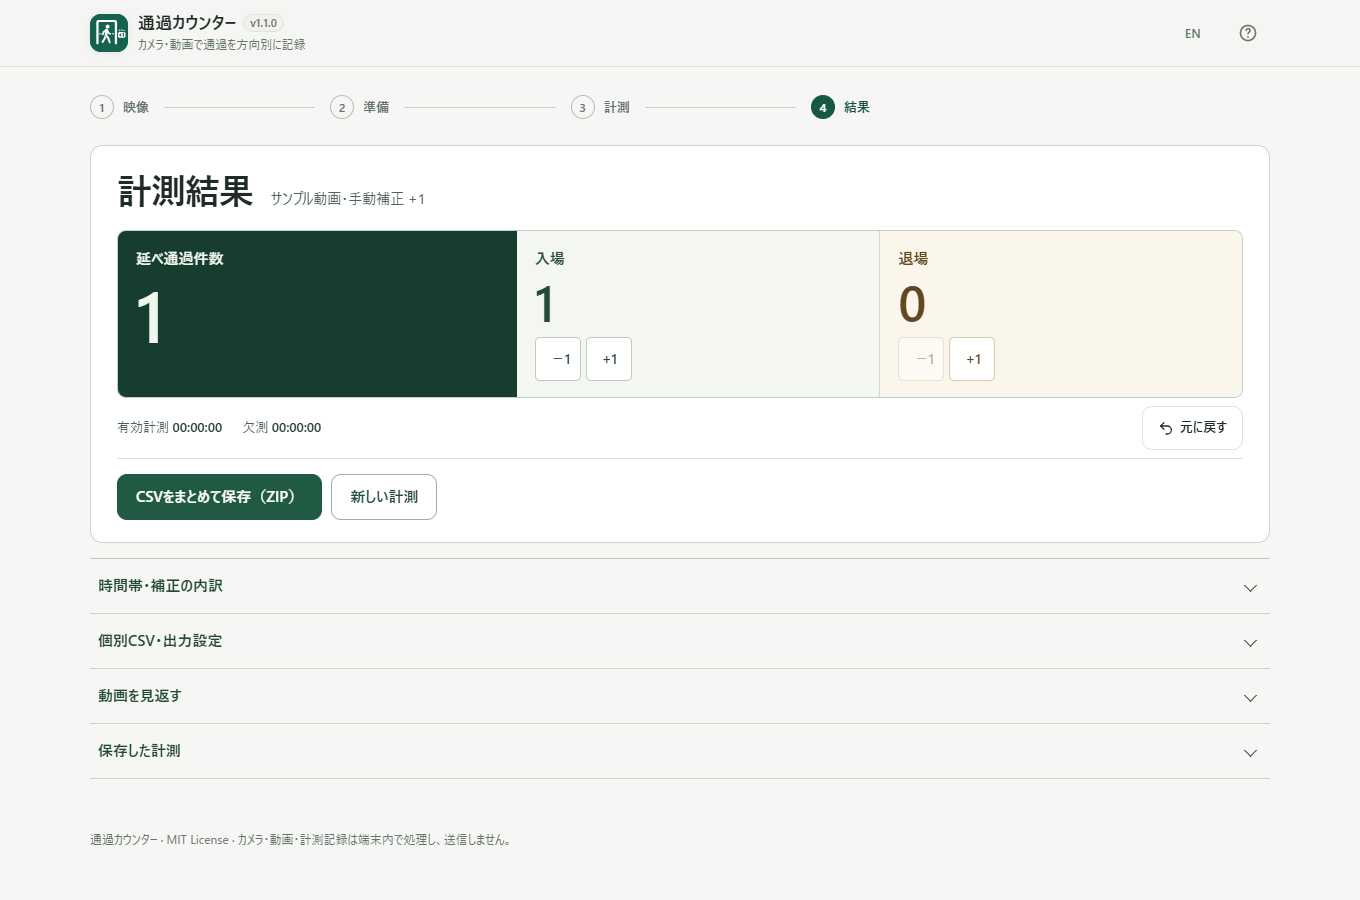 通過カウンター v1.1.0
カメラ・動画で通過を方向別に記録
EN
1 映像
2 準備
3 計測
4 結果
計測結果 サンプル動画・手動補正 +1
延べ通過件数
1
入場
1
−1 +1
退場
0
−1 +1
有効計測 00:00:00 欠測 00:00:00
元に戻す
CSVをまとめて保存（ZIP） 新しい計測
時間帯・補正の内訳
個別CSV・出力設定
動画を見返す
保存した計測
通過カウンター · MIT License · カメラ・動画・計測記録は端末内で処理し、送信しません。